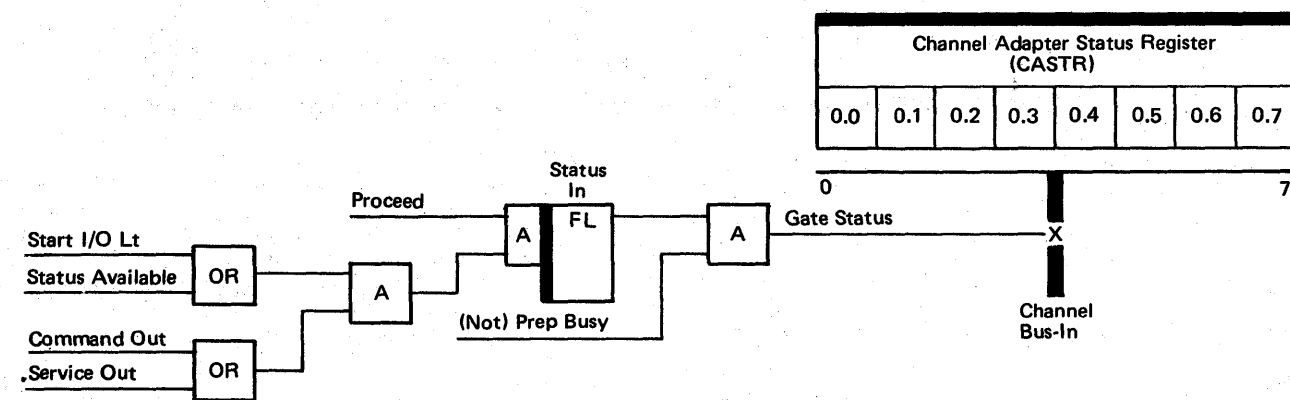 Channel Adapter Status Register
(CASTR)
0.0 0.1 0.2 0.3 0.4 0.5 0.6 0.7
0 7
Status
In
Proceed
A
FL
A
Gate Status
X
Start I/O Lt
Status Available
OR
A
(Not) Prep Busy
Channel
Bus-In
Command Out
Service Out
OR